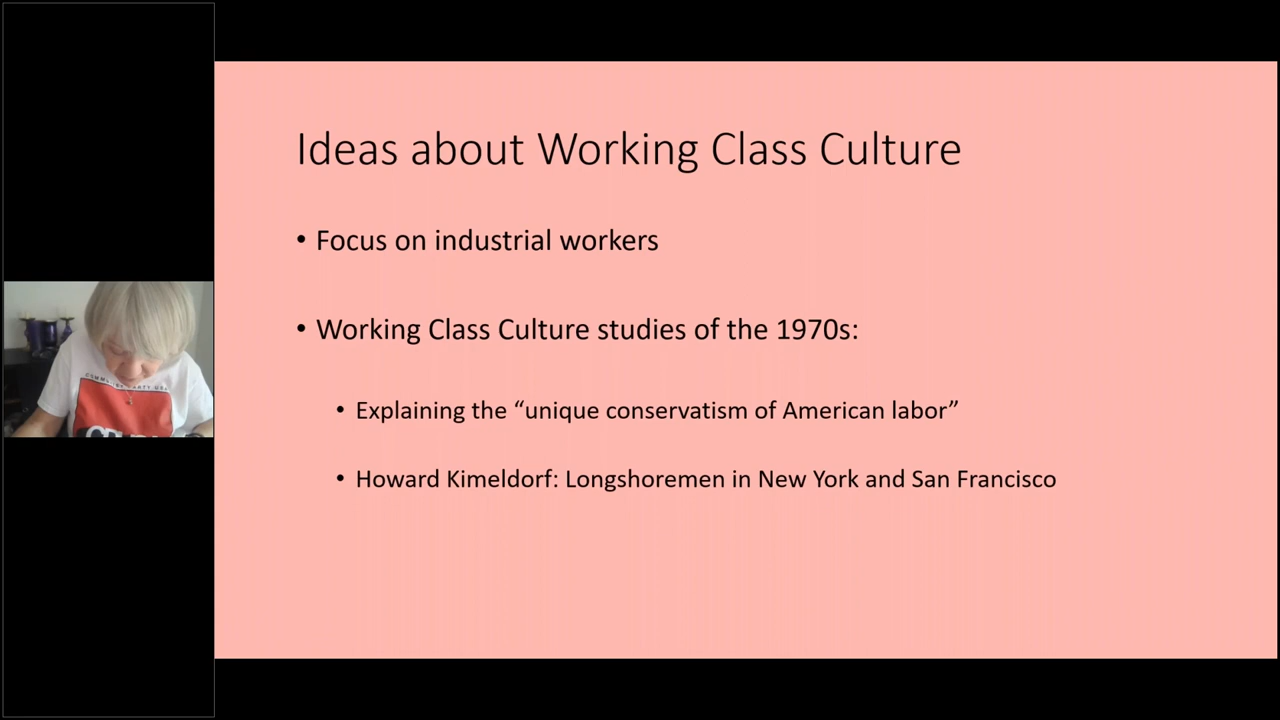 Ideas about Working Class Culture
• Focus on industrial workers
• Working Class Culture studies of the 1970s:
• Explaining the “unique conservatism of American labor”
• Howard Kimeldorf: Longshoremen in New York and San Francisco